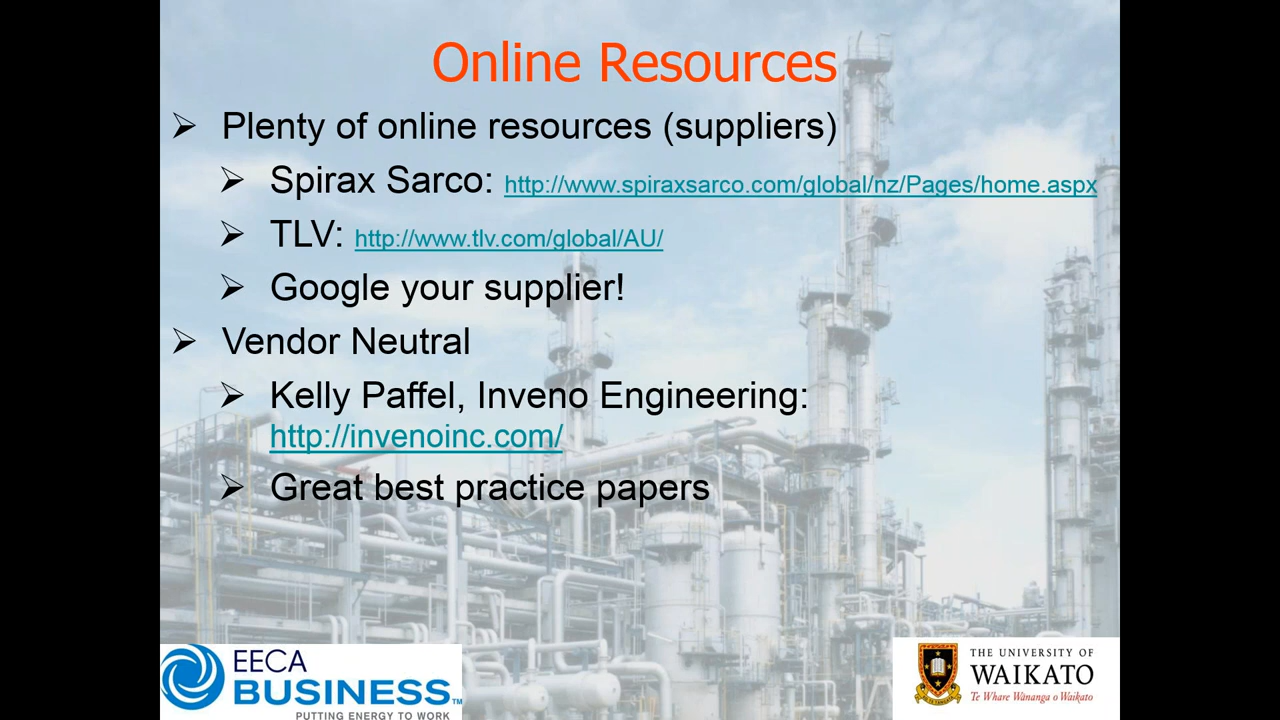 Online Resources
➢ Plenty of online resources (suppliers)
➢ Spirax Sarco: http://www.spiraxsarco.com/global/nz/Pages/home.aspx
➢ TLV: http://www.tlv.com/global/AU/
➢ Google your supplier!
➢ Vendor Neutral
➢ Kelly Paffel, Inveno Engineering:
http://invenoinc.com/
➢ Great best practice papers
EECA
BUSINESS™
PUTTING ENERGY TO WORK
THE UNIVERSITY OF
WAIKATO
Te Whare Wānanga o Waikato